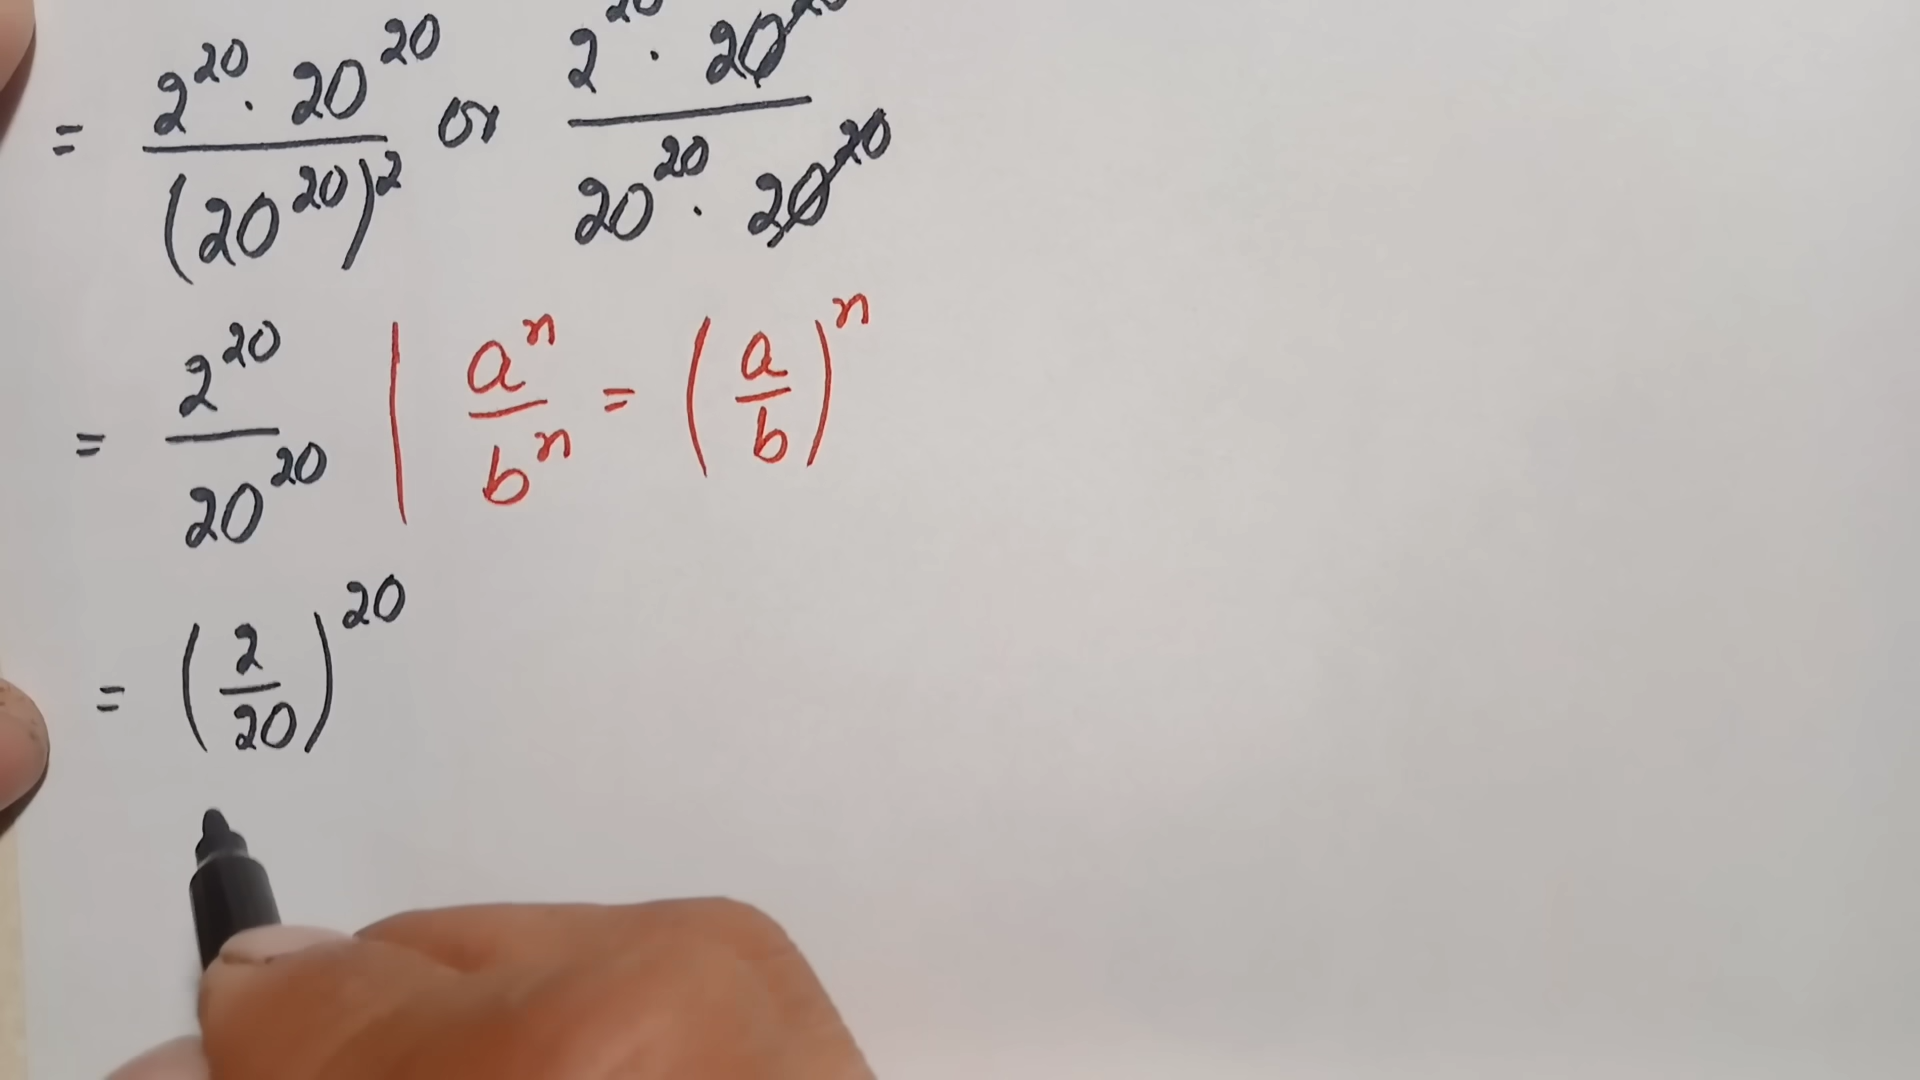 = 2^20 · 20^20 / (20^20)^2 or 2^20 · 20^20 / 20^20 · 20^20
= 2^20 / 20^20 | a^n / b^n = (a/b)^n
= (2/20)^20